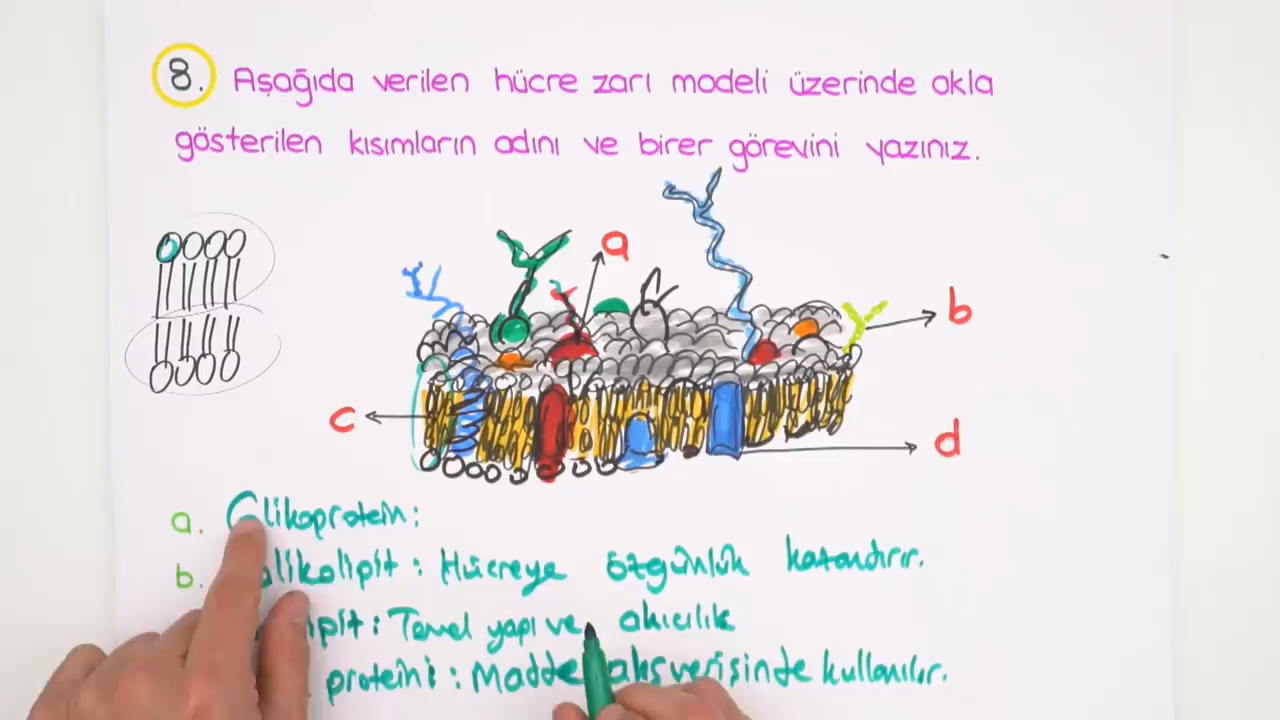 8. Aşağıda verilen hücre zarı modeli üzerinde okla
gösterilen kısımların adını ve birer görevini yazınız.
a
b
c
d
a. Glikoprotein:
b. likolipit : Hücreye özgünlük kazandırır.
ipit : Temel yapı ve akıcılık
proteini : Madde alışverişinde kullanılır.